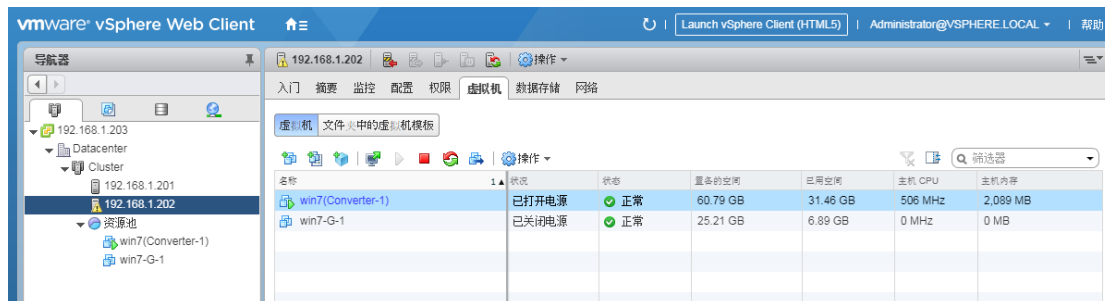 vmware® vSphere Web Client
Launch vSphere Client (HTML5) | Administrator@VSPHERE.LOCAL | 帮助
导航器
192.168.1.202 操作
入门 摘要 监控 配置 权限 虚拟机 数据存储 网络
虚拟机 文件夹中的虚拟机模板
192.168.1.203
Datacenter
Cluster
192.168.1.201
192.168.1.202
资源池
win7(Converter-1)
win7-G-1
操作 筛选器
名称 1 状况 状态 置备的空间 已用空间 主机 CPU 主机内存
win7(Converter-1) 已打开电源 正常 60.79 GB 31.46 GB 506 MHz 2,089 MB
win7-G-1 已关闭电源 正常 25.21 GB 6.89 GB 0 MHz 0 MB